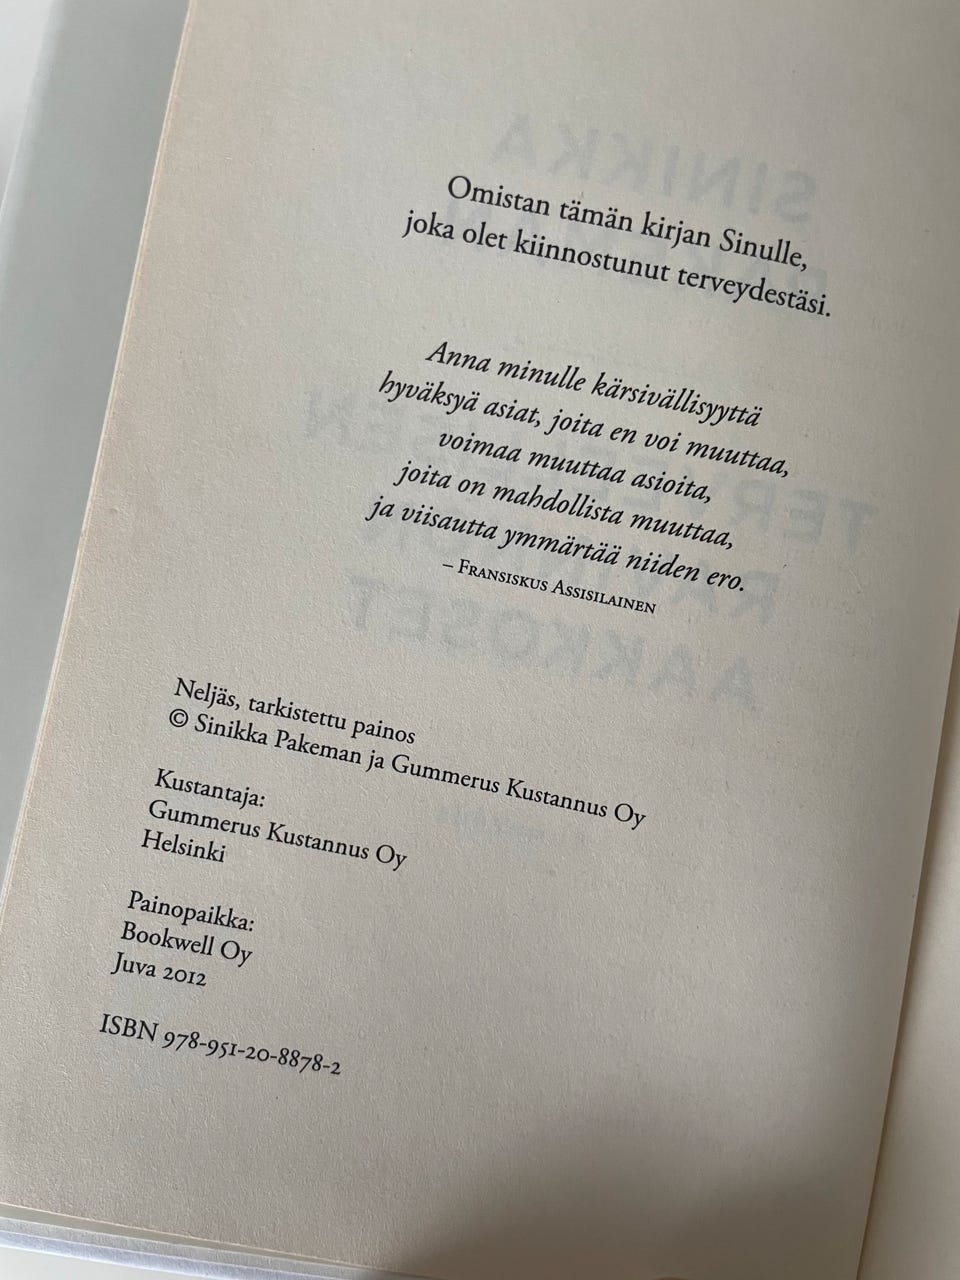 Omistan tämän kirjan Sinulle,
joka olet kiinnostunut terveydestäsi.
Anna minulle kärsivällisyyttä
hyväksyä asiat, joita en voi muuttaa,
voimaa muuttaa asioita,
joita on mahdollista muuttaa,
ja viisautta ymmärtää niiden ero.
– Fransiskus Assisilainen
Neljäs, tarkistettu painos
© Sinikka Pakeman ja Gummerus Kustannus Oy
Kustantaja:
Gummerus Kustannus Oy
Helsinki
Painopaikka:
Bookwell Oy
Juva 2012
ISBN 978-951-20-8878-2